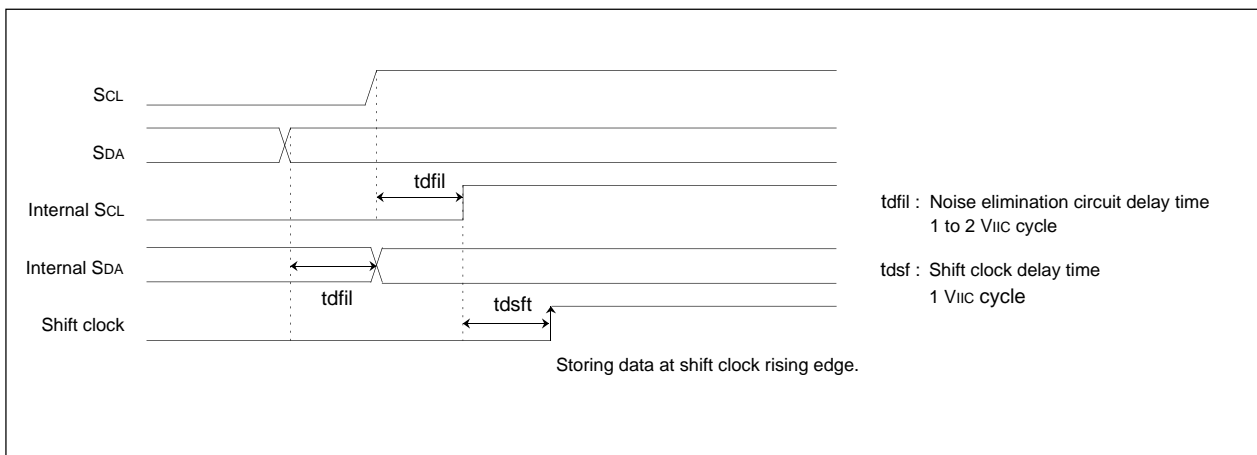 SCL
SDA
tdfil
Internal SCL
tdfil : Noise elimination circuit delay time
1 to 2 VIIC cycle
Internal SDA
tdfil
tdsf : Shift clock delay time
1 VIIC cycle
tdsft
Shift clock
Storing data at shift clock rising edge.